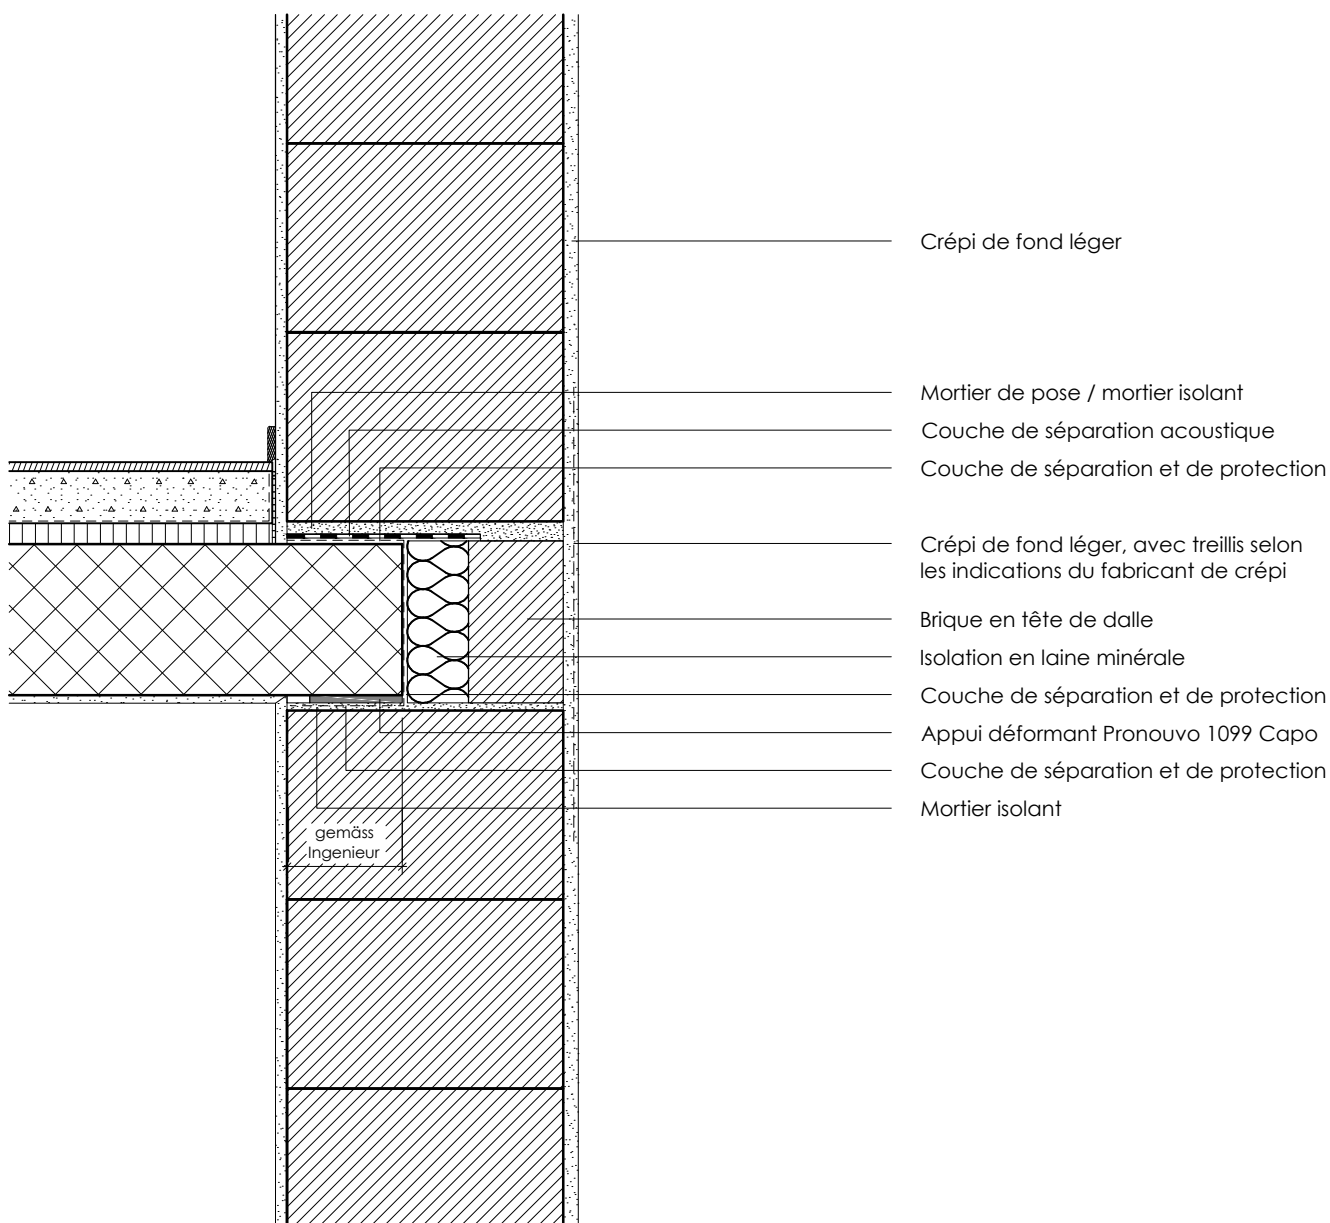 Crépi de fond léger
Mortier de pose / mortier isolant
Couche de séparation acoustique
Couche de séparation et de protection
Crépi de fond léger, avec treillis selon
les indications du fabricant de crépi
Brique en tête de dalle
Isolation en laine minérale
Couche de séparation et de protection
Appui déformant Pronouvo 1099 Capo
Couche de séparation et de protection
Mortier isolant
gemäss
Ingenieur